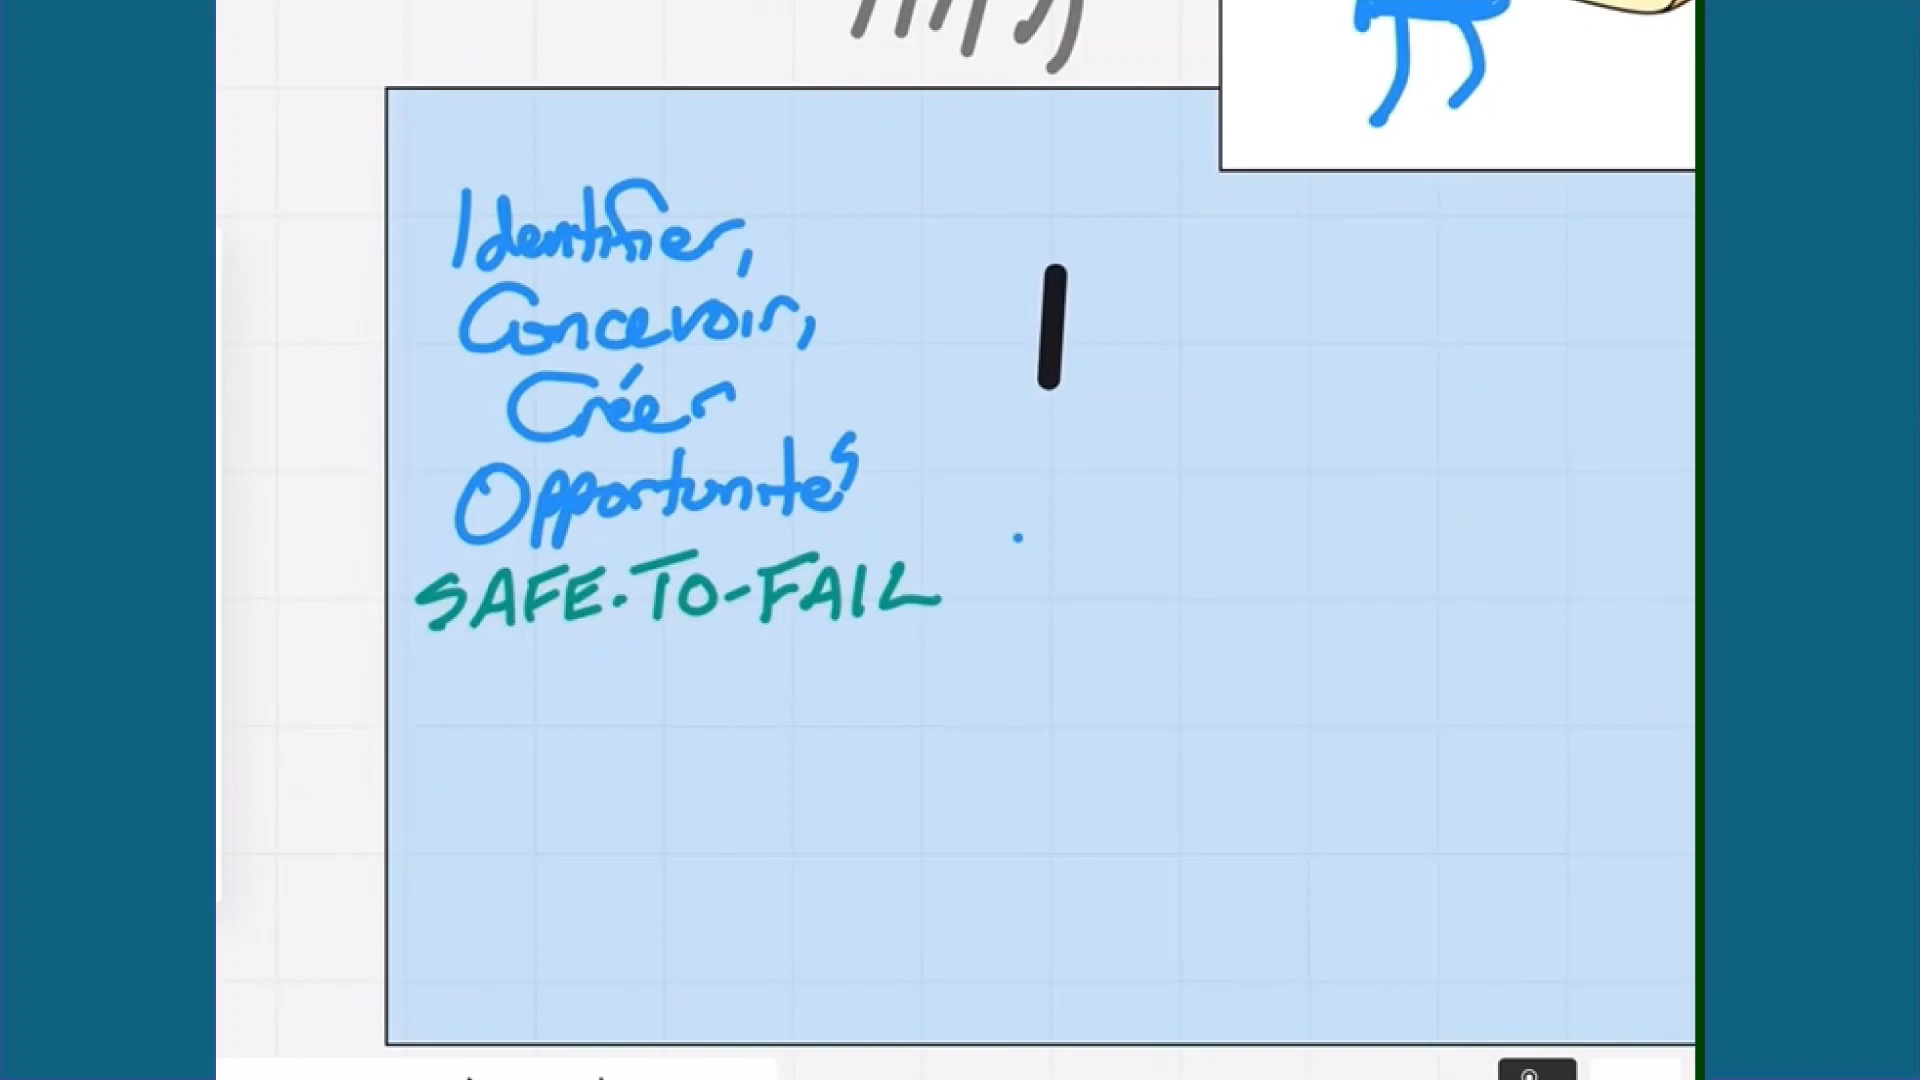 Identifier,
Concevoir,
Créer
Opportunités
SAFE-TO-FAIL